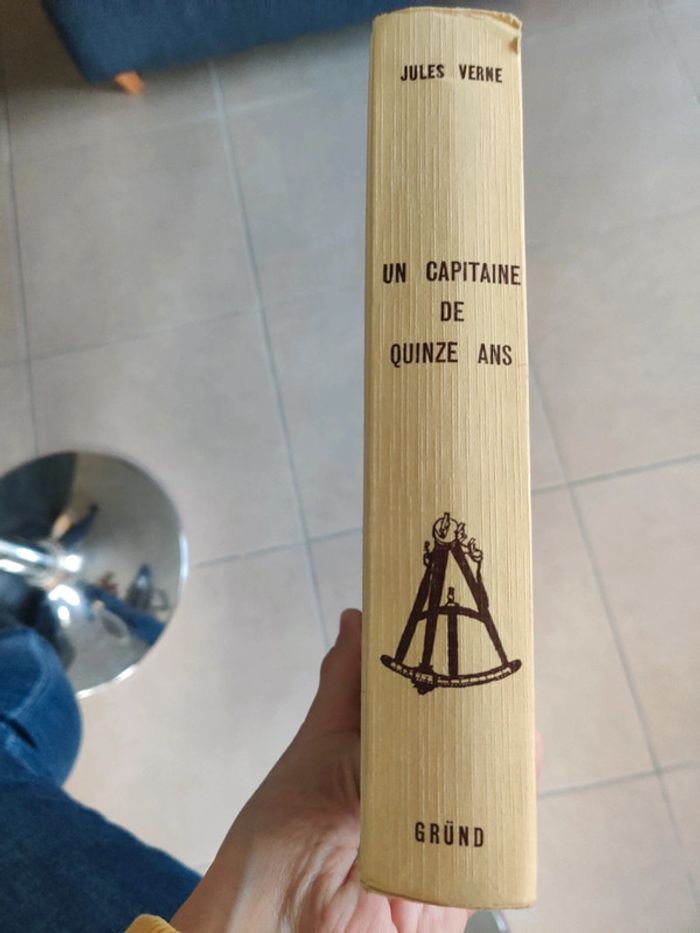 JULES VERNE
UN CAPITAINE
DE
QUINZE ANS
GRÜND